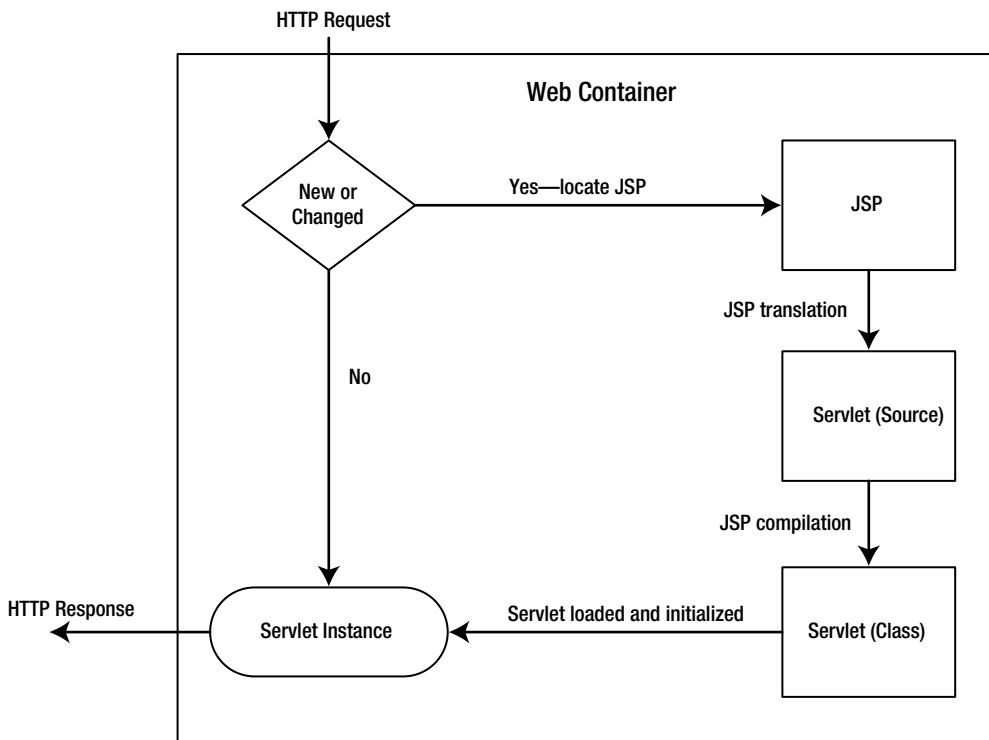 HTTP Request
Web Container
New or
Changed
Yes—locate JSP
JSP
JSP translation
No
Servlet (Source)
JSP compilation
HTTP Response
Servlet Instance
Servlet loaded and initialized
Servlet (Class)